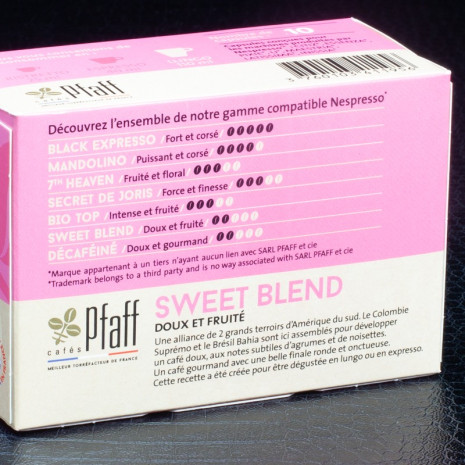 cafés
Pfaff
10
Découvrez l'ensemble de notre gamme compatible Nespresso*
BLACK EXPRESSO / Fort et corsé /
MANDOLINO / Puissant et corsé /
7TH HEAVEN / Fruité et floral /
SECRET DE JORIS / Force et finesse /
BIO TOP / Intense et fruité /
SWEET BLEND / Doux et fruité /
DÉCAFÉINÉ / Doux et gourmand /
*Marque appartenant à un tiers n'ayant aucun lien avec SARL PFAFF et cie
*Trademark belongs to a third party and is no way associated with SARL PFAFF et cie
cafés Pfaff
MEILLEUR TORRÉFACTEUR DE FRANCE
SWEET BLEND
DOUX ET FRUITÉ
Une alliance de 2 grands terroirs d'Amérique du sud. Le Colombie
Suprémo et le Brésil Bahia sont ici assemblés pour développer
un café doux, aux notes subtiles d'agrumes et de noisettes.
Un café gourmand avec une belle finale ronde et onctueuse.
Cette recette a été créée pour être dégustée en lungo ou en expresso.